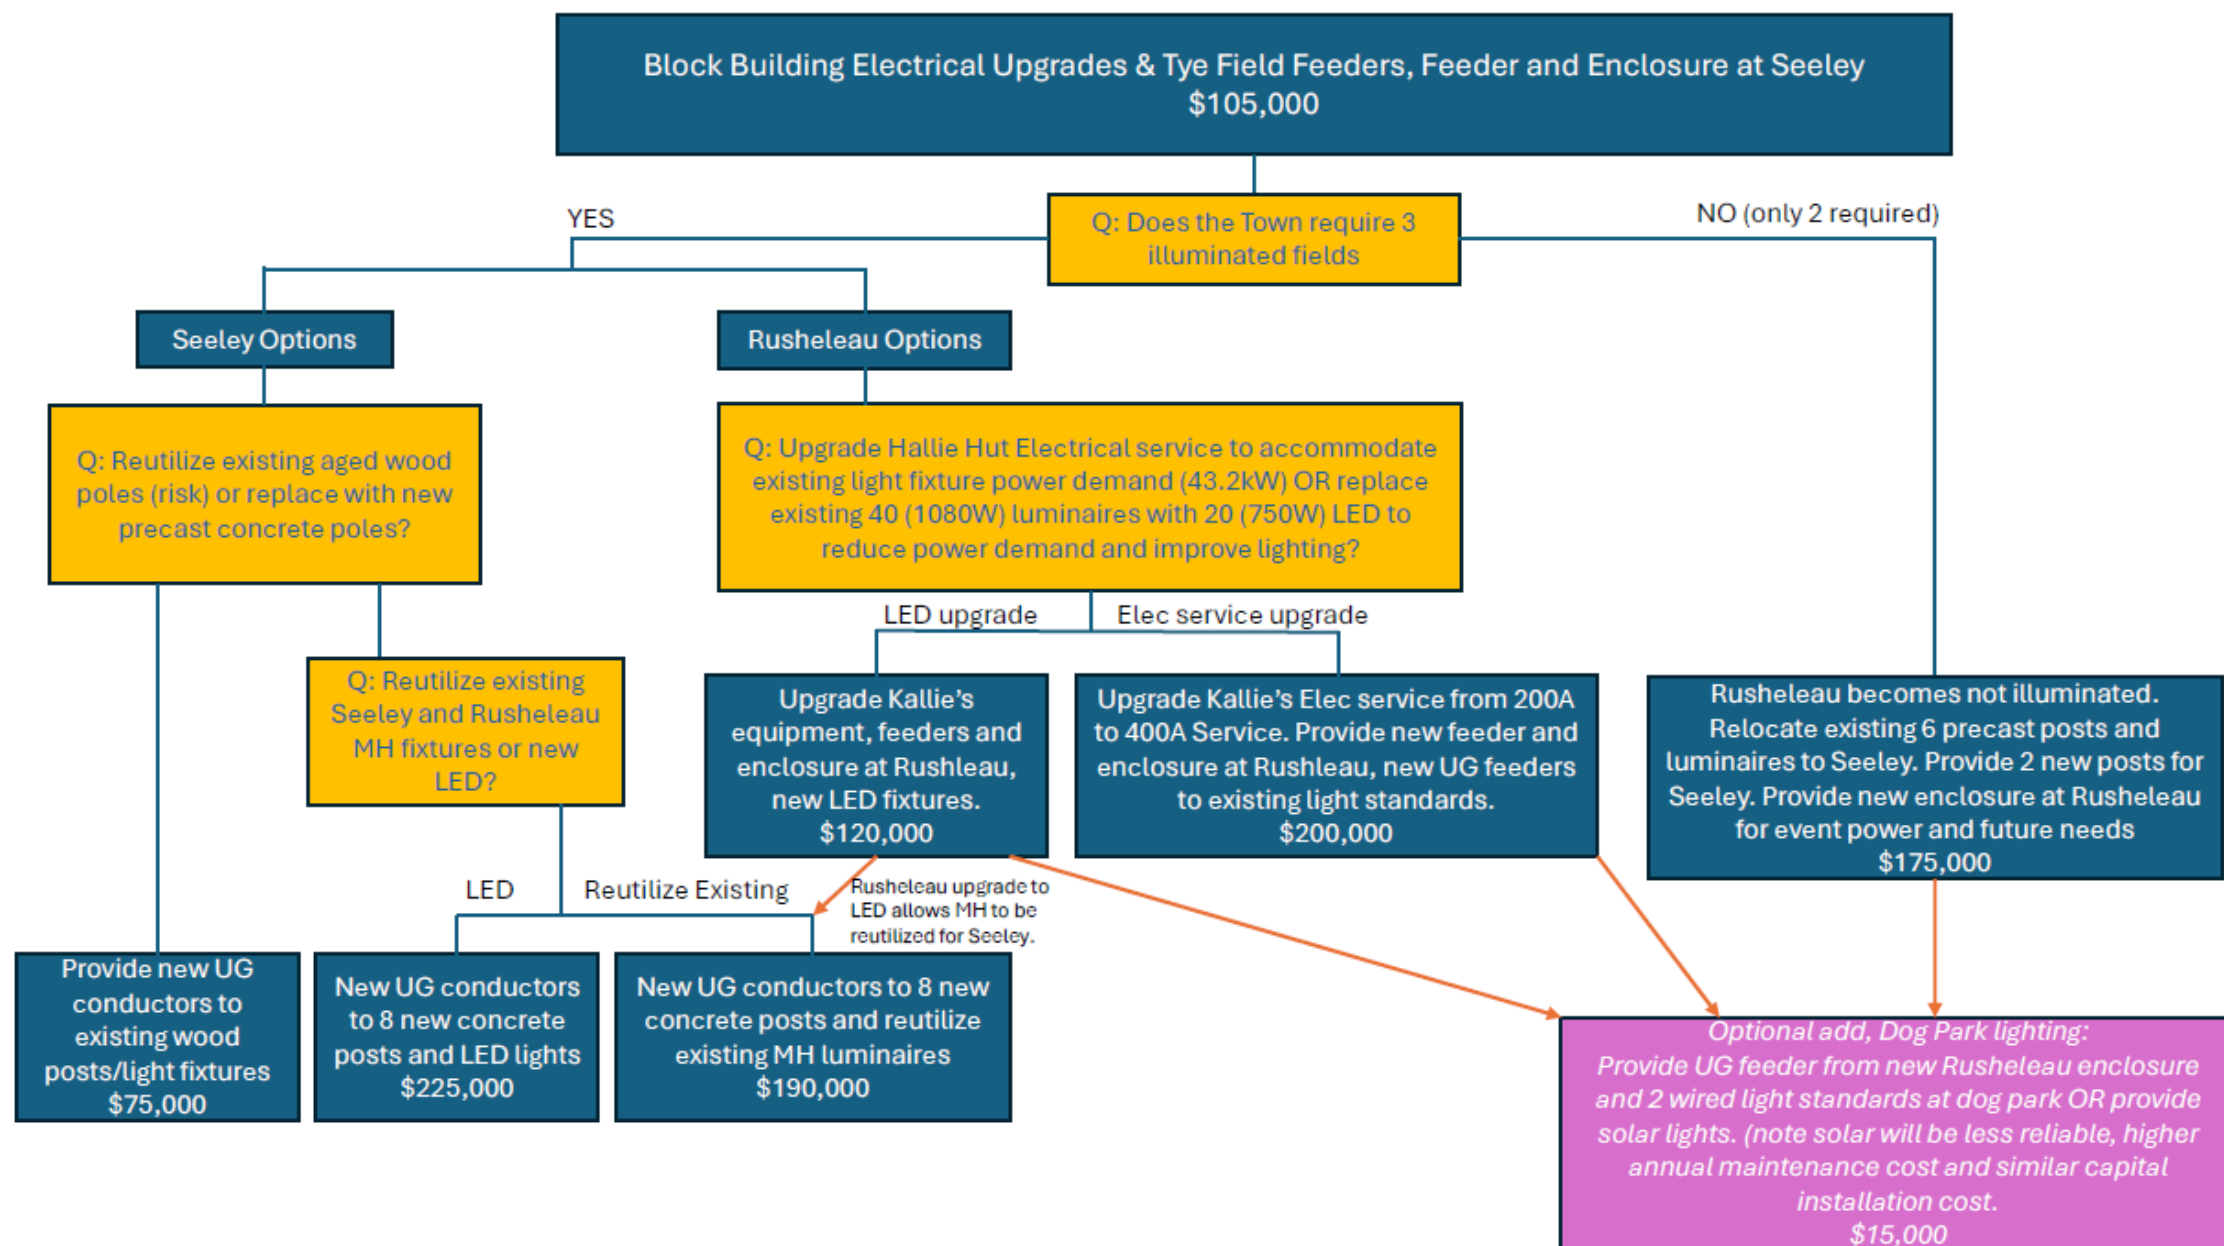 Block Building Electrical Upgrades & Tye Field Feeders, Feeder and Enclosure at Seeley
$105,000
YES
Q: Does the Town require 3
illuminated fields
NO (only 2 required)
Seeley Options
Rusheleau Options
Q: Reutilize existing aged wood
poles (risk) or replace with new
precast concrete poles?
Q: Upgrade Hallie Hut Electrical service to accommodate
existing light fixture power demand (43.2kW) OR replace
existing 40 (1080W) luminaires with 20 (750W) LED to
reduce power demand and improve lighting?
LED upgrade
Elec service upgrade
Q: Reutilize existing
Seeley and Rusheleau
MH fixtures or new
LED?
Upgrade Kallie’s
equipment, feeders and
enclosure at Rushleau,
new LED fixtures.
$120,000
Upgrade Kallie’s Elec service from 200A
to 400A Service. Provide new feeder and
enclosure at Rushleau, new UG feeders
to existing light standards.
$200,000
Rusheleau becomes not illuminated.
Relocate existing 6 precast posts and
luminaires to Seeley. Provide 2 new posts for
Seeley. Provide new enclosure at Rusheleau
for event power and future needs
$175,000
LED
Reutilize Existing
Rusheleau upgrade to
LED allows MH to be
reutilized for Seeley.
Provide new UG
conductors to
existing wood
posts/light fixtures
$75,000
New UG conductors
to 8 new concrete
posts and LED lights
$225,000
New UG conductors to 8 new
concrete posts and reutilize
existing MH luminaires
$190,000
Optional add, Dog Park lighting:
Provide UG feeder from new Rusheleau enclosure
and 2 wired light standards at dog park OR provide
solar lights. (note solar will be less reliable, higher
annual maintenance cost and similar capital
installation cost.
$15,000